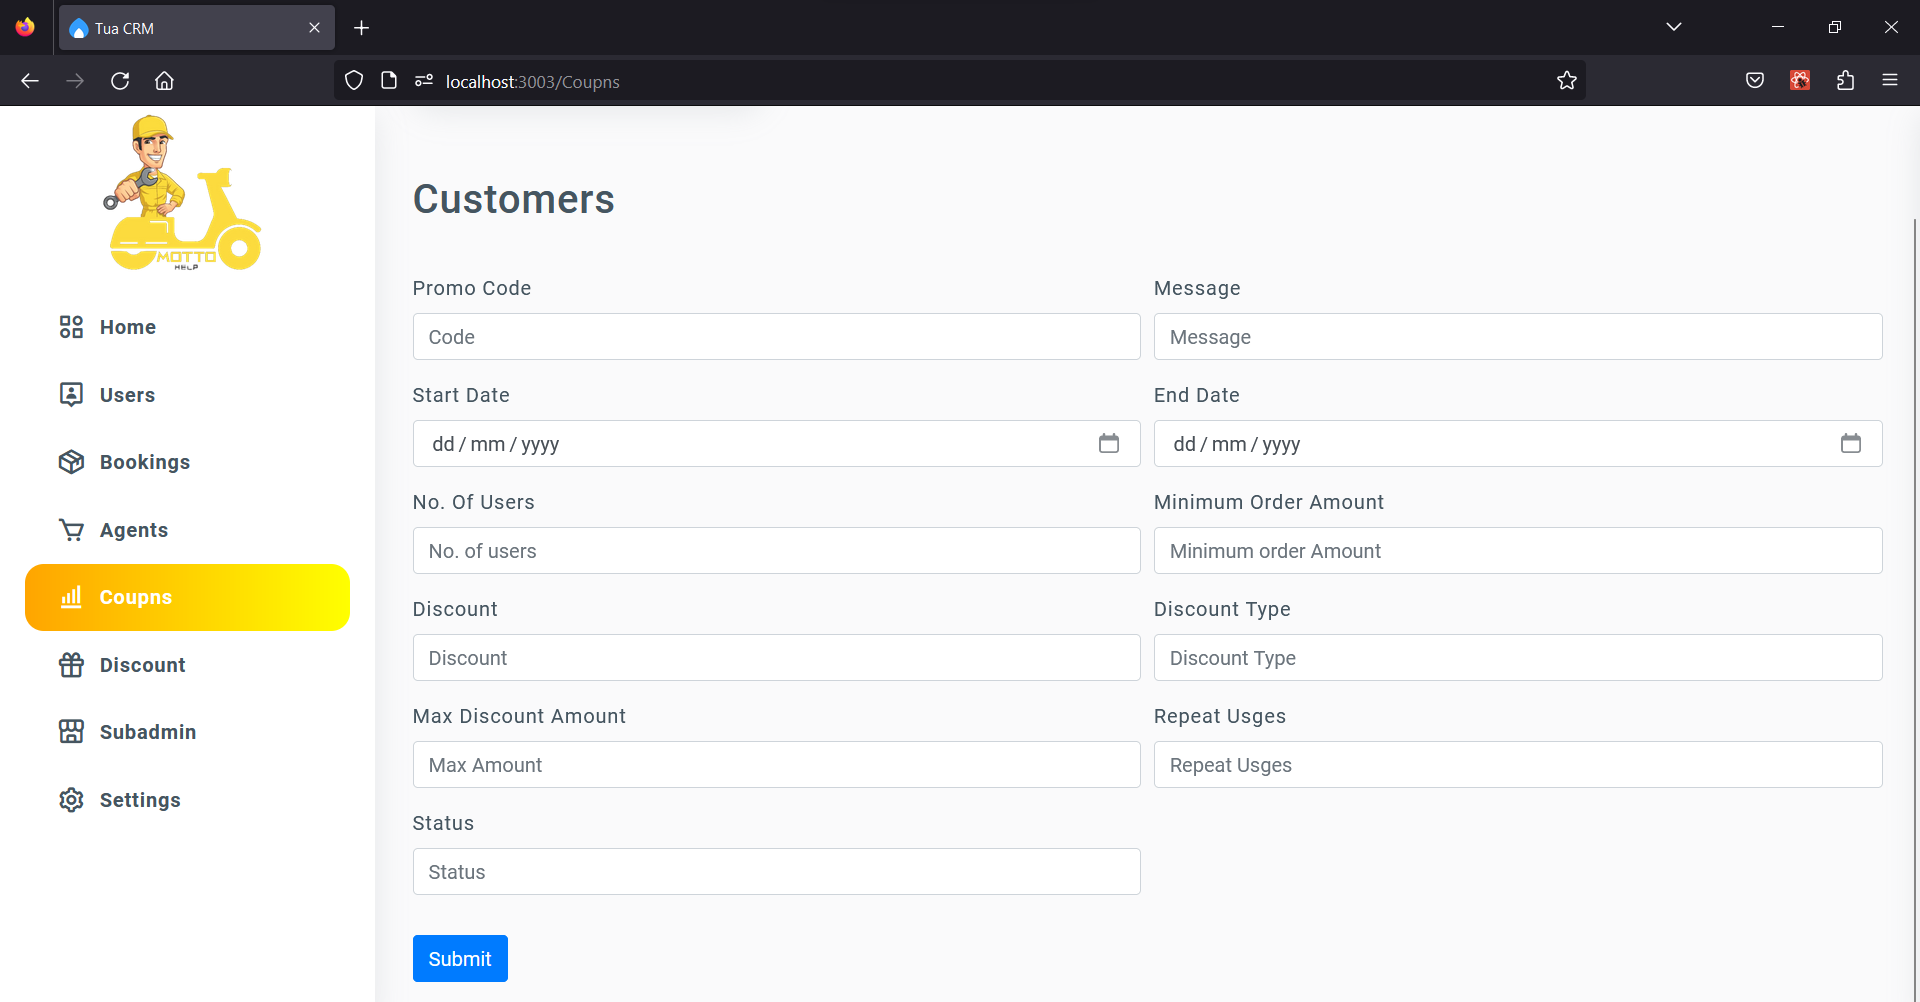 Tua CRM
localhost:3003/Coupns
MOTTO
HELP
Home
Users
Bookings
Agents
Coupns
Discount
Subadmin
Settings
Customers
Promo Code
Message
Code
Message
Start Date
End Date
dd / mm / yyyy
dd / mm / yyyy
No. Of Users
Minimum Order Amount
No. of users
Minimum order Amount
Discount
Discount Type
Discount
Discount Type
Max Discount Amount
Repeat Usges
Max Amount
Repeat Usges
Status
Status
Submit